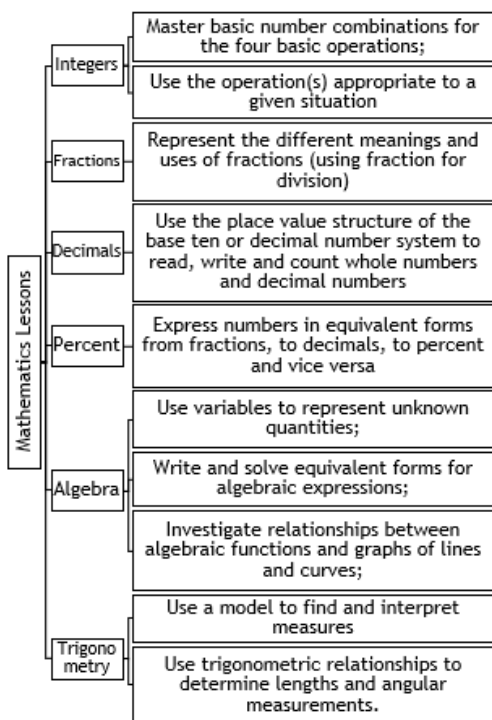 Mathematics Lessons
Integers
Master basic number combinations for
the four basic operations;
Use the operation(s) appropriate to a
given situation
Fractions
Represent the different meanings and
uses of fractions (using fraction for
division)
Decimals
Use the place value structure of the
base ten or decimal number system to
read, write and count whole numbers
and decimal numbers
Percent
Express numbers in equivalent forms
from fractions, to decimals, to percent
and vice versa
Algebra
Use variables to represent unknown
quantities;
Write and solve equivalent forms for
algebraic expressions;
Investigate relationships between
algebraic functions and graphs of lines
and curves;
Trigono
metry
Use a model to find and interpret
measures
Use trigonometric relationships to
determine lengths and angular
measurements.